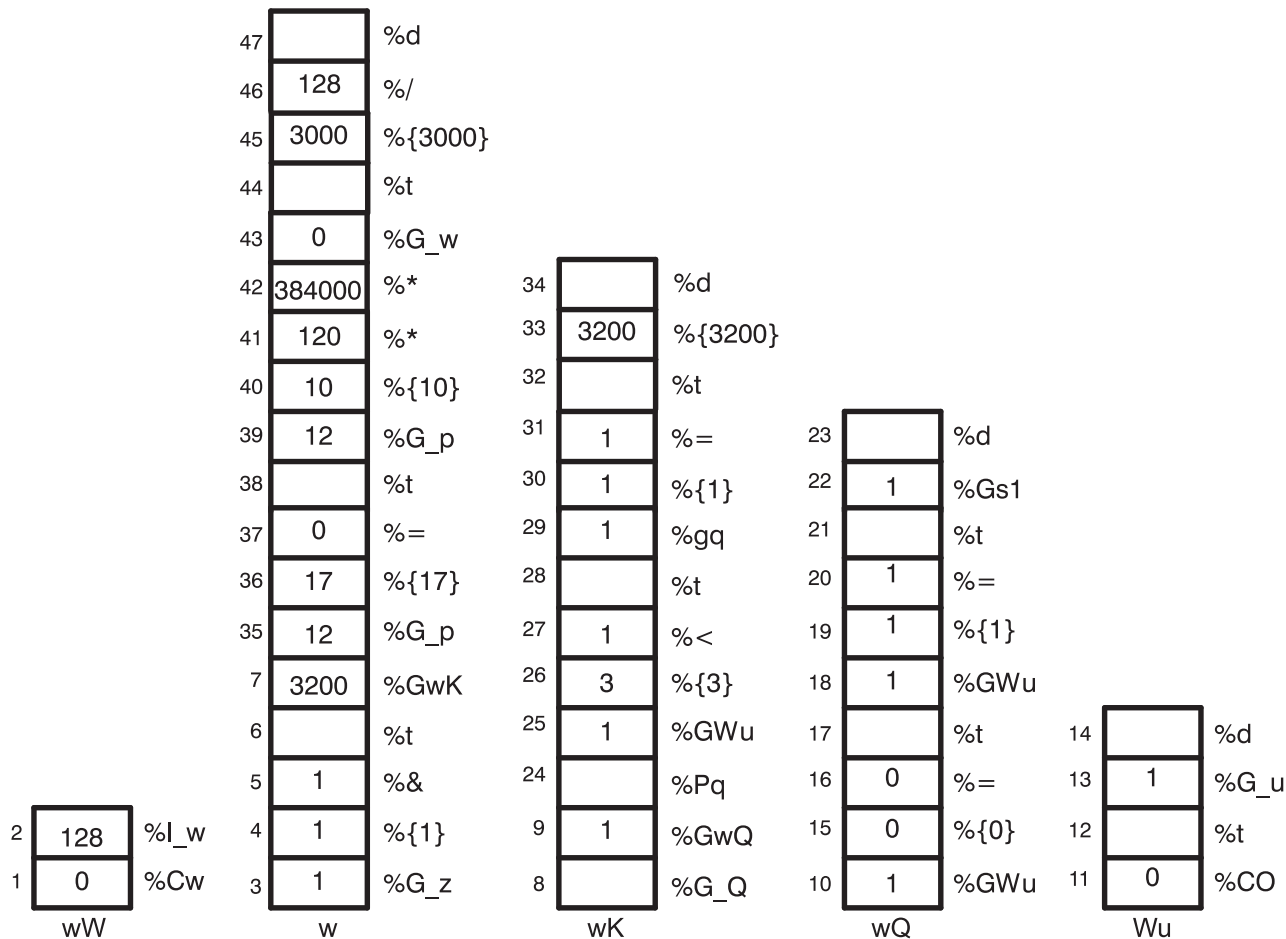 47 %d
46 128 %/
45 3000 %{3000}
44 %t
43 0 %G_w
42 384000 %*
41 120 %*
40 10 %{10}
39 12 %G_p
38 %t
37 0 %=
36 17 %{17}
35 12 %G_p
7 3200 %GwK
6 %t
5 1 %&
4 1 %{1}
3 1 %G_z
w
2 128 %I_w
1 0 %Cw
wW
34 %d
33 3200 %{3200}
32 %t
31 1 %=
30 1 %{1}
29 1 %gq
28 %t
27 1 %<
26 3 %{3}
25 1 %GWu
24 %Pq
9 1 %GwQ
8 %G_Q
wK
23 %d
22 1 %Gs1
21 %t
20 1 %=
19 1 %{1}
18 1 %GWu
17 %t
16 0 %=
15 0 %{0}
10 1 %GWu
wQ
14 %d
13 1 %G_u
12 %t
11 0 %CO
Wu